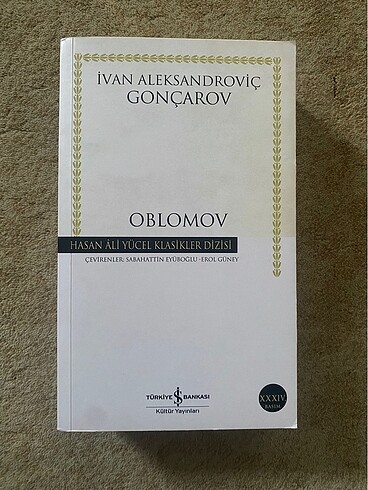 İVAN ALEKSANDROVİÇ
GONÇAROV
OBLOMOV
HASAN ÂLİ YÜCEL KLASİKLER DİZİSİ
ÇEVİRENLER: SABAHATTİN EYÜBOĞLU-EROL GÜNEY
TÜRKİYE İŞ BANKASI
Kültür Yayınları
XXXIV.
BASIM